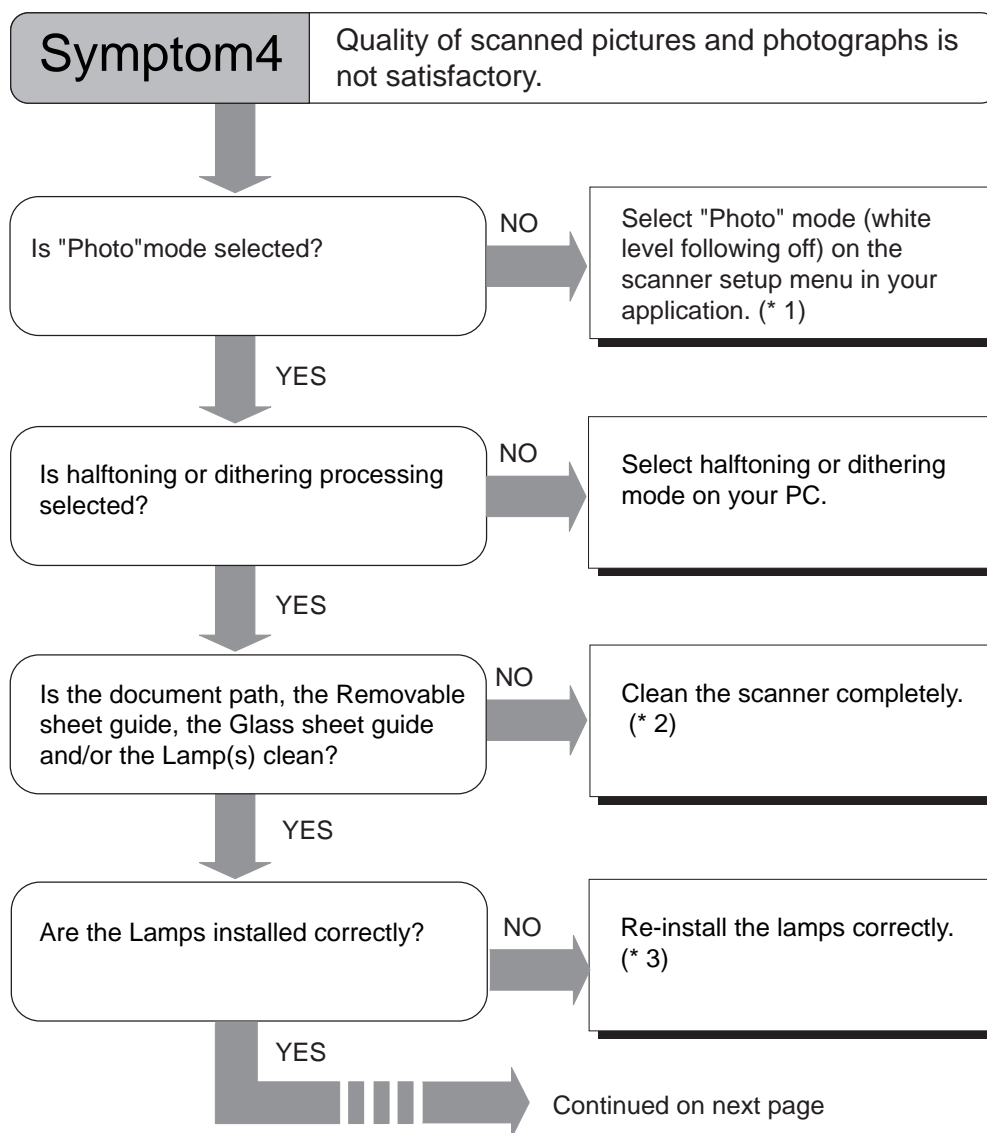 Symptom4
Quality of scanned pictures and photographs is
not satisfactory.
Is "Photo"mode selected?
NO
Select "Photo" mode (white
level following off) on the
scanner setup menu in your
application. (* 1)
YES
Is halftoning or dithering processing
selected?
NO
Select halftoning or dithering
mode on your PC.
YES
Is the document path, the Removable
sheet guide, the Glass sheet guide
and/or the Lamp(s) clean?
NO
Clean the scanner completely.
(* 2)
YES
Are the Lamps installed correctly?
NO
Re-install the lamps correctly.
(* 3)
YES
Continued on next page